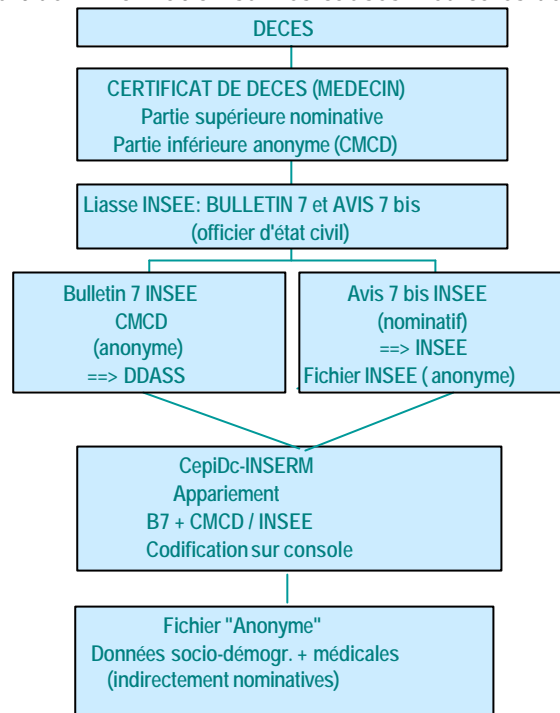 DECES
CERTIFICAT DE DECES (MEDECIN)
Partie supérieure nominative
Partie inférieure anonyme (CMCD)
Liasse INSEE: BULLETIN 7 et AVIS 7 bis
(officier d'état civil)
Bulletin 7 INSEE
CMCD
(anonyme)
==> DDASS
Avis 7 bis INSEE
(nominatif)
==> INSEE
Fichier INSEE ( anonyme)
CepiDc-INSERM
Appariement
B7 + CMCD / INSEE
Codification sur console
Fichier "Anonyme"
Données socio-démogr. + médicales
(indirectement nominatives)